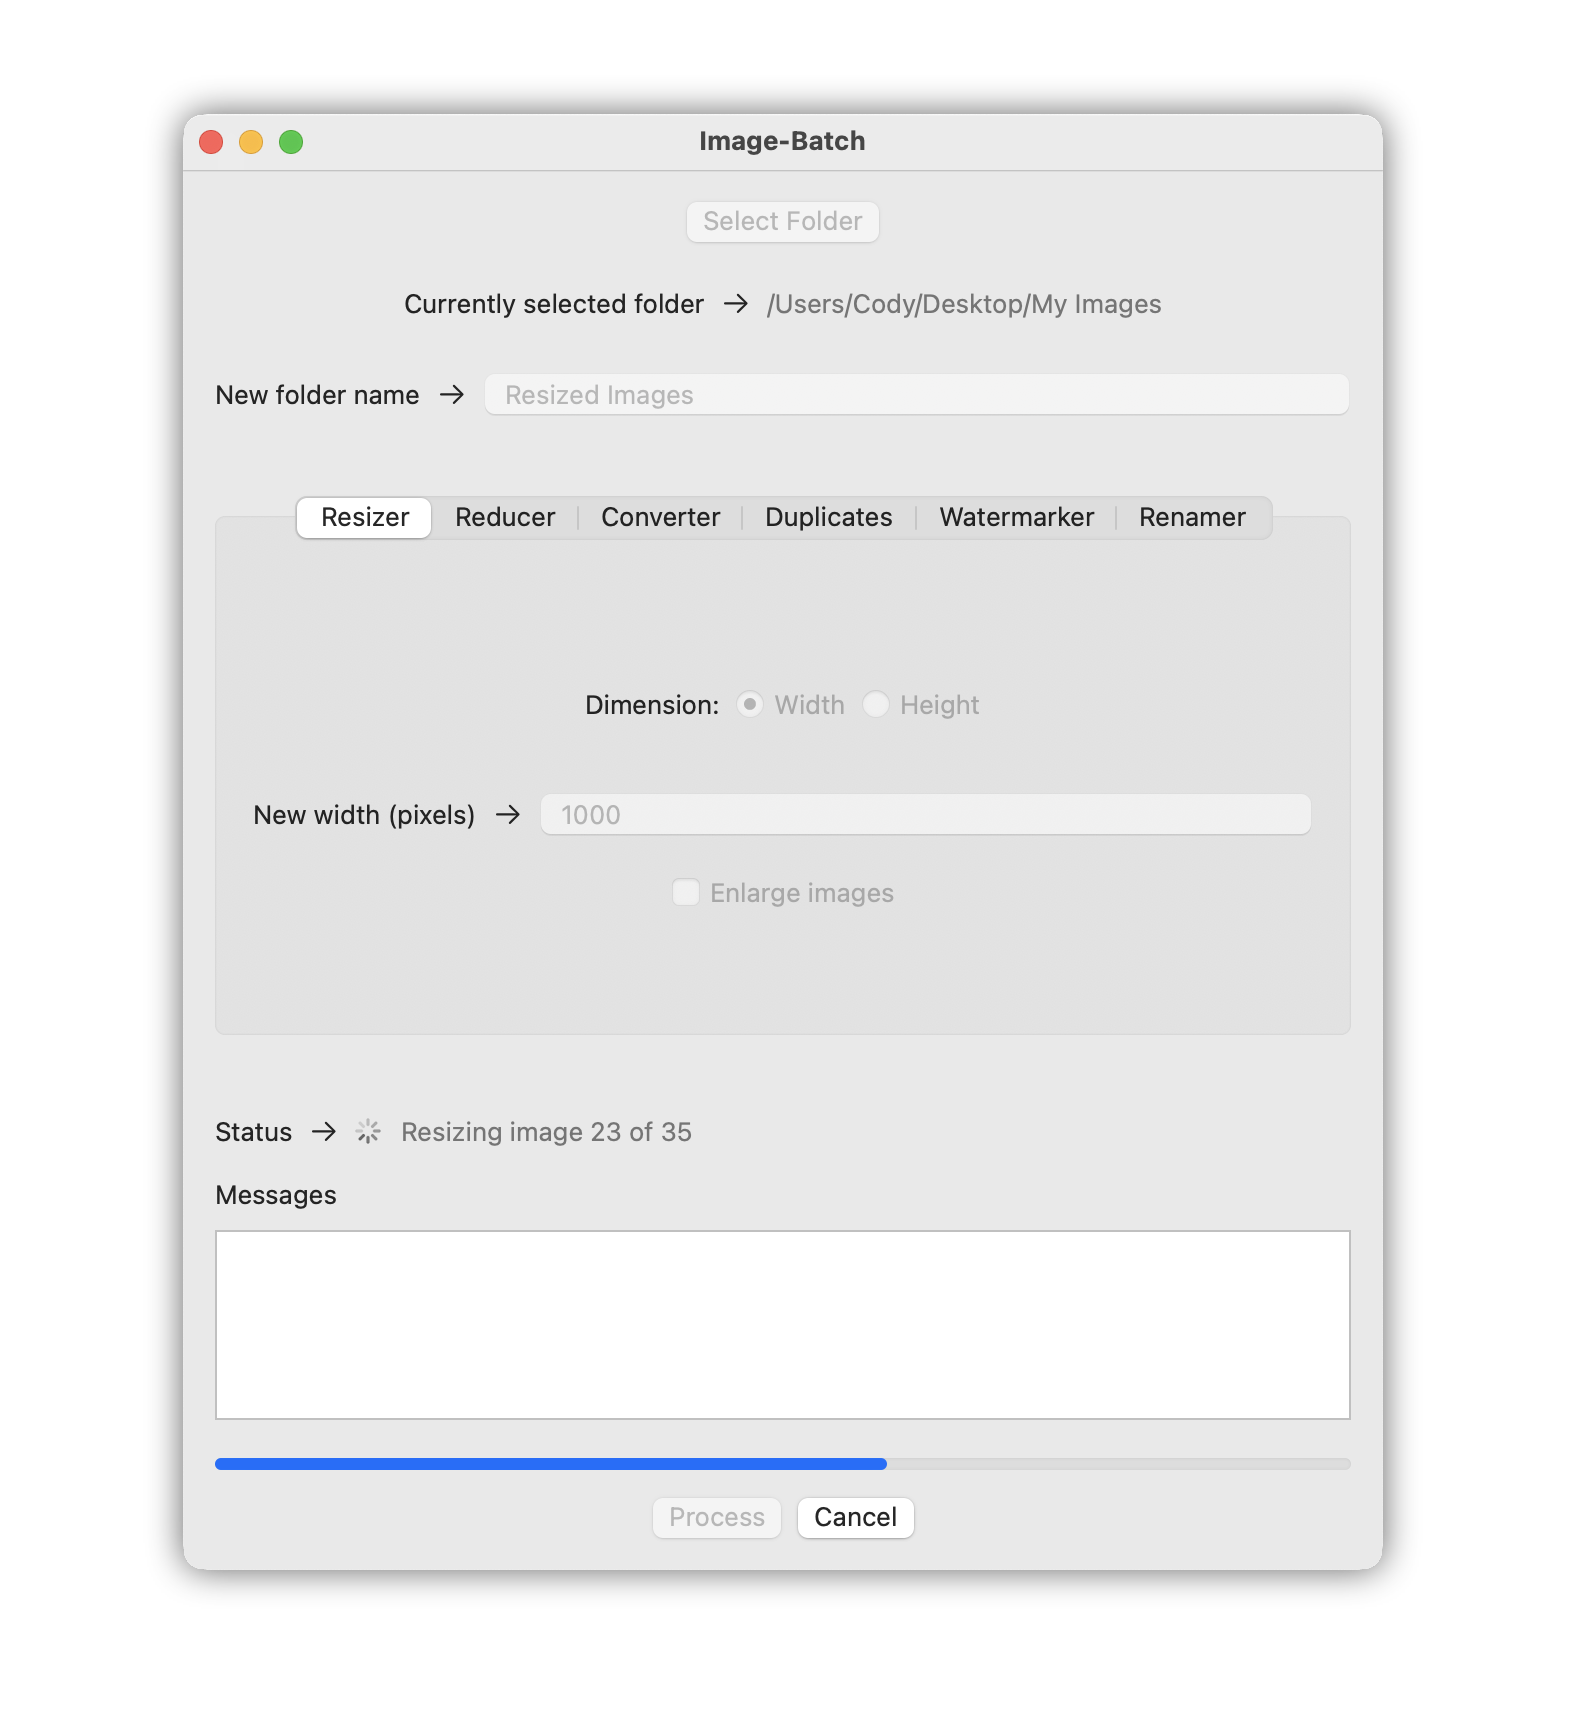 Image-Batch
Select Folder
Currently selected folder → /Users/Cody/Desktop/My Images
New folder name → Resized Images
Resizer Reducer Converter Duplicates Watermarker Renamer
Dimension: Width Height
New width (pixels) → 1000
Enlarge images
Status → Resizing image 23 of 35
Messages
Process Cancel